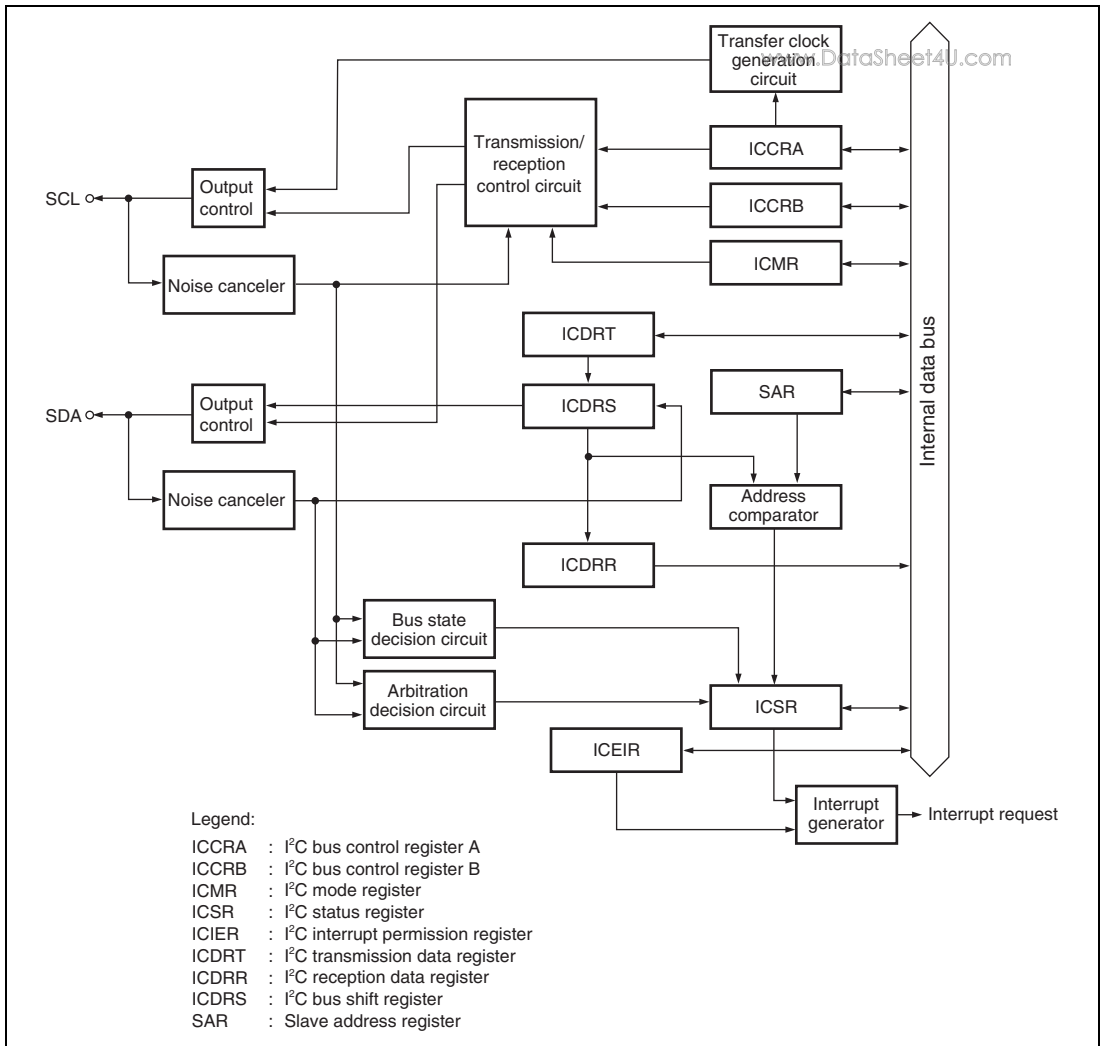 Transfer clock
generation
circuit
www.DataSheet4U.com
Transmission/
reception
control circuit
ICCRA
ICCRB
ICMR
SCL
Output
control
Noise canceler
ICDRT
ICDRS
SAR
SDA
Output
control
Noise canceler
Address
comparator
ICDRR
Internal data bus
Bus state
decision circuit
Arbitration
decision circuit
ICSR
ICEIR
Interrupt
generator
Interrupt request
Legend:
ICCRA : I²C bus control register A
ICCRB : I²C bus control register B
ICMR : I²C mode register
ICSR : I²C status register
ICIER : I²C interrupt permission register
ICDRT : I²C transmission data register
ICDRR : I²C reception data register
ICDRS : I²C bus shift register
SAR : Slave address register